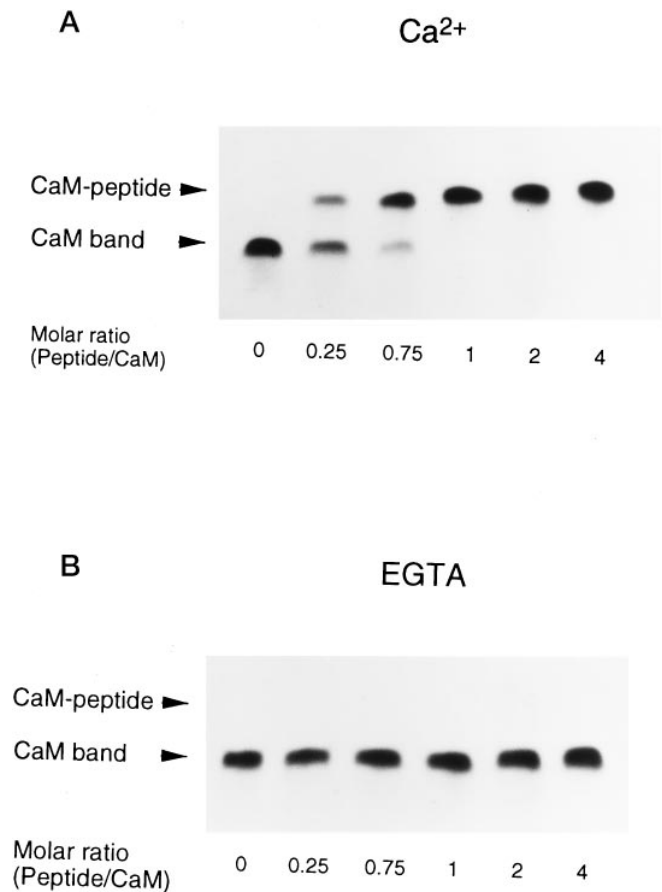 A
Ca²⁺
CaM-peptide
CaM band
Molar ratio
(Peptide/CaM)
0 0.25 0.75 1 2 4
B
EGTA
CaM-peptide
CaM band
Molar ratio
(Peptide/CaM)
0 0.25 0.75 1 2 4